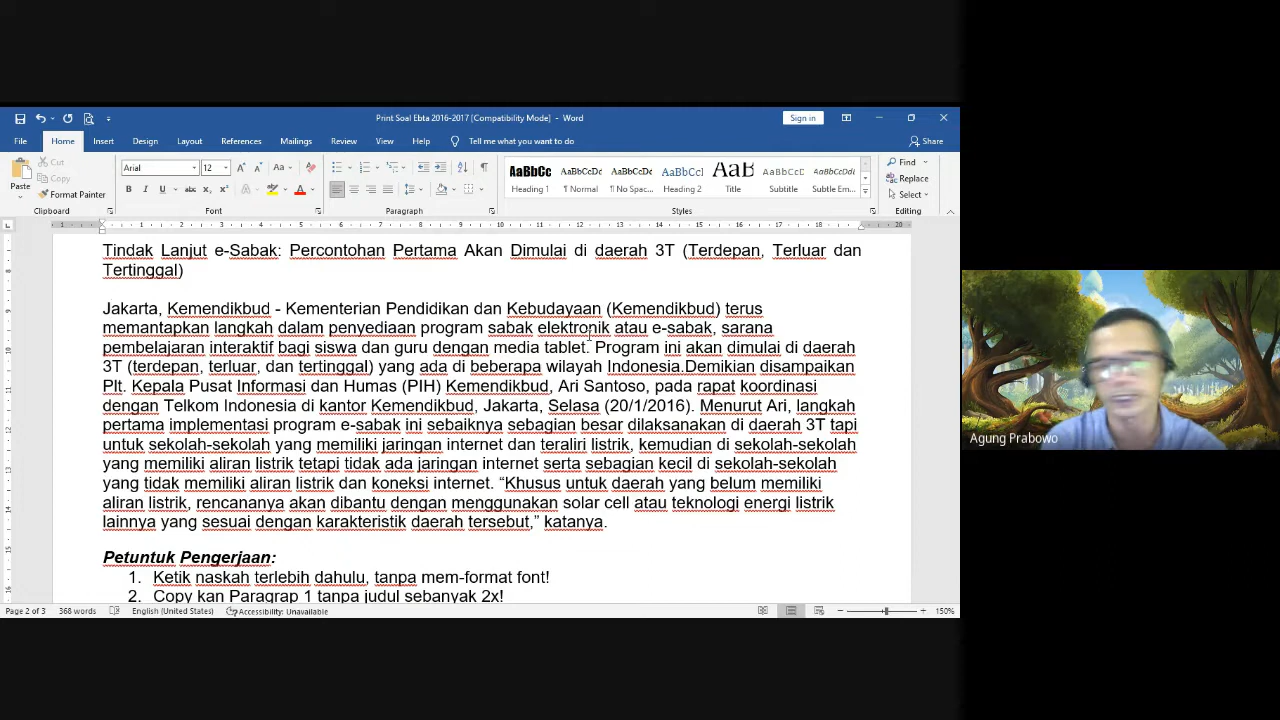 Print Soal Ebta 2016-2017 [Compatibility Mode] - Word
Sign in
File Home Insert Design Layout References Mailings Review View Help Tell me what you want to do Share
Paste
Cut
Copy
Format Painter
Clipboard
Arial 12
Font
Paragraph
AaBbCc AaBbCcDc AaBbCcDc AaBbCcI AaB AaBbCcD AaBbCcDc
Heading 1 ¶ Normal ¶ No Spac... Heading 2 Title Subtitle Subtle Em...
Styles
Find
Replace
Select
Editing
Tindak Lanjut e-Sabak: Percontohan Pertama Akan Dimulai di daerah 3T (Terdepan, Terluar dan
Tertinggal)
Jakarta, Kemendikbud - Kementerian Pendidikan dan Kebudayaan (Kemendikbud) terus
memantapkan langkah dalam penyediaan program sabak elektronik atau e-sabak, sarana
pembelajaran interaktif bagi siswa dan guru dengan media tablet. Program ini akan dimulai di daerah
3T (terdepan, terluar, dan tertinggal) yang ada di beberapa wilayah Indonesia.Demikian disampaikan
Plt. Kepala Pusat Informasi dan Humas (PIH) Kemendikbud, Ari Santoso, pada rapat koordinasi
dengan Telkom Indonesia di kantor Kemendikbud, Jakarta, Selasa (20/1/2016). Menurut Ari, langkah
pertama implementasi program e-sabak ini sebaiknya sebagian besar dilaksanakan di daerah 3T tapi
untuk sekolah-sekolah yang memiliki jaringan internet dan teraliri listrik, kemudian di sekolah-sekolah
yang memiliki aliran listrik tetapi tidak ada jaringan internet serta sebagian kecil di sekolah-sekolah
yang tidak memiliki aliran listrik dan koneksi internet. “Khusus untuk daerah yang belum memiliki
aliran listrik, rencananya akan dibantu dengan menggunakan solar cell atau teknologi energi listrik
lainnya yang sesuai dengan karakteristik daerah tersebut,” katanya.
Petuntuk Pengerjaan:
1. Ketik naskah terlebih dahulu, tanpa mem-format font!
2. Copy kan Paragrap 1 tanpa judul sebanyak 2x!
Page 2 of 3 368 words English (United States) Accessibility: Unavailable 150%
Agung Prabowo